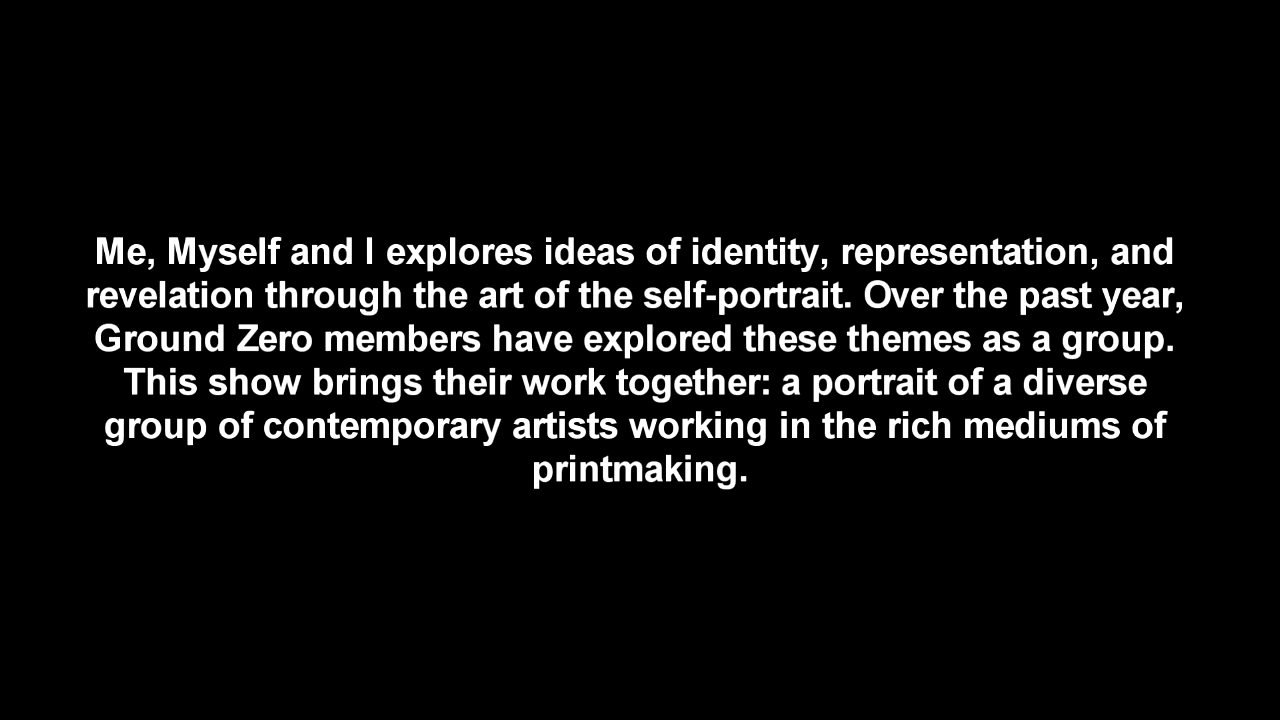 Me, Myself and I explores ideas of identity, representation, and
revelation through the art of the self-portrait. Over the past year,
Ground Zero members have explored these themes as a group.
This show brings their work together: a portrait of a diverse
group of contemporary artists working in the rich mediums of
printmaking.